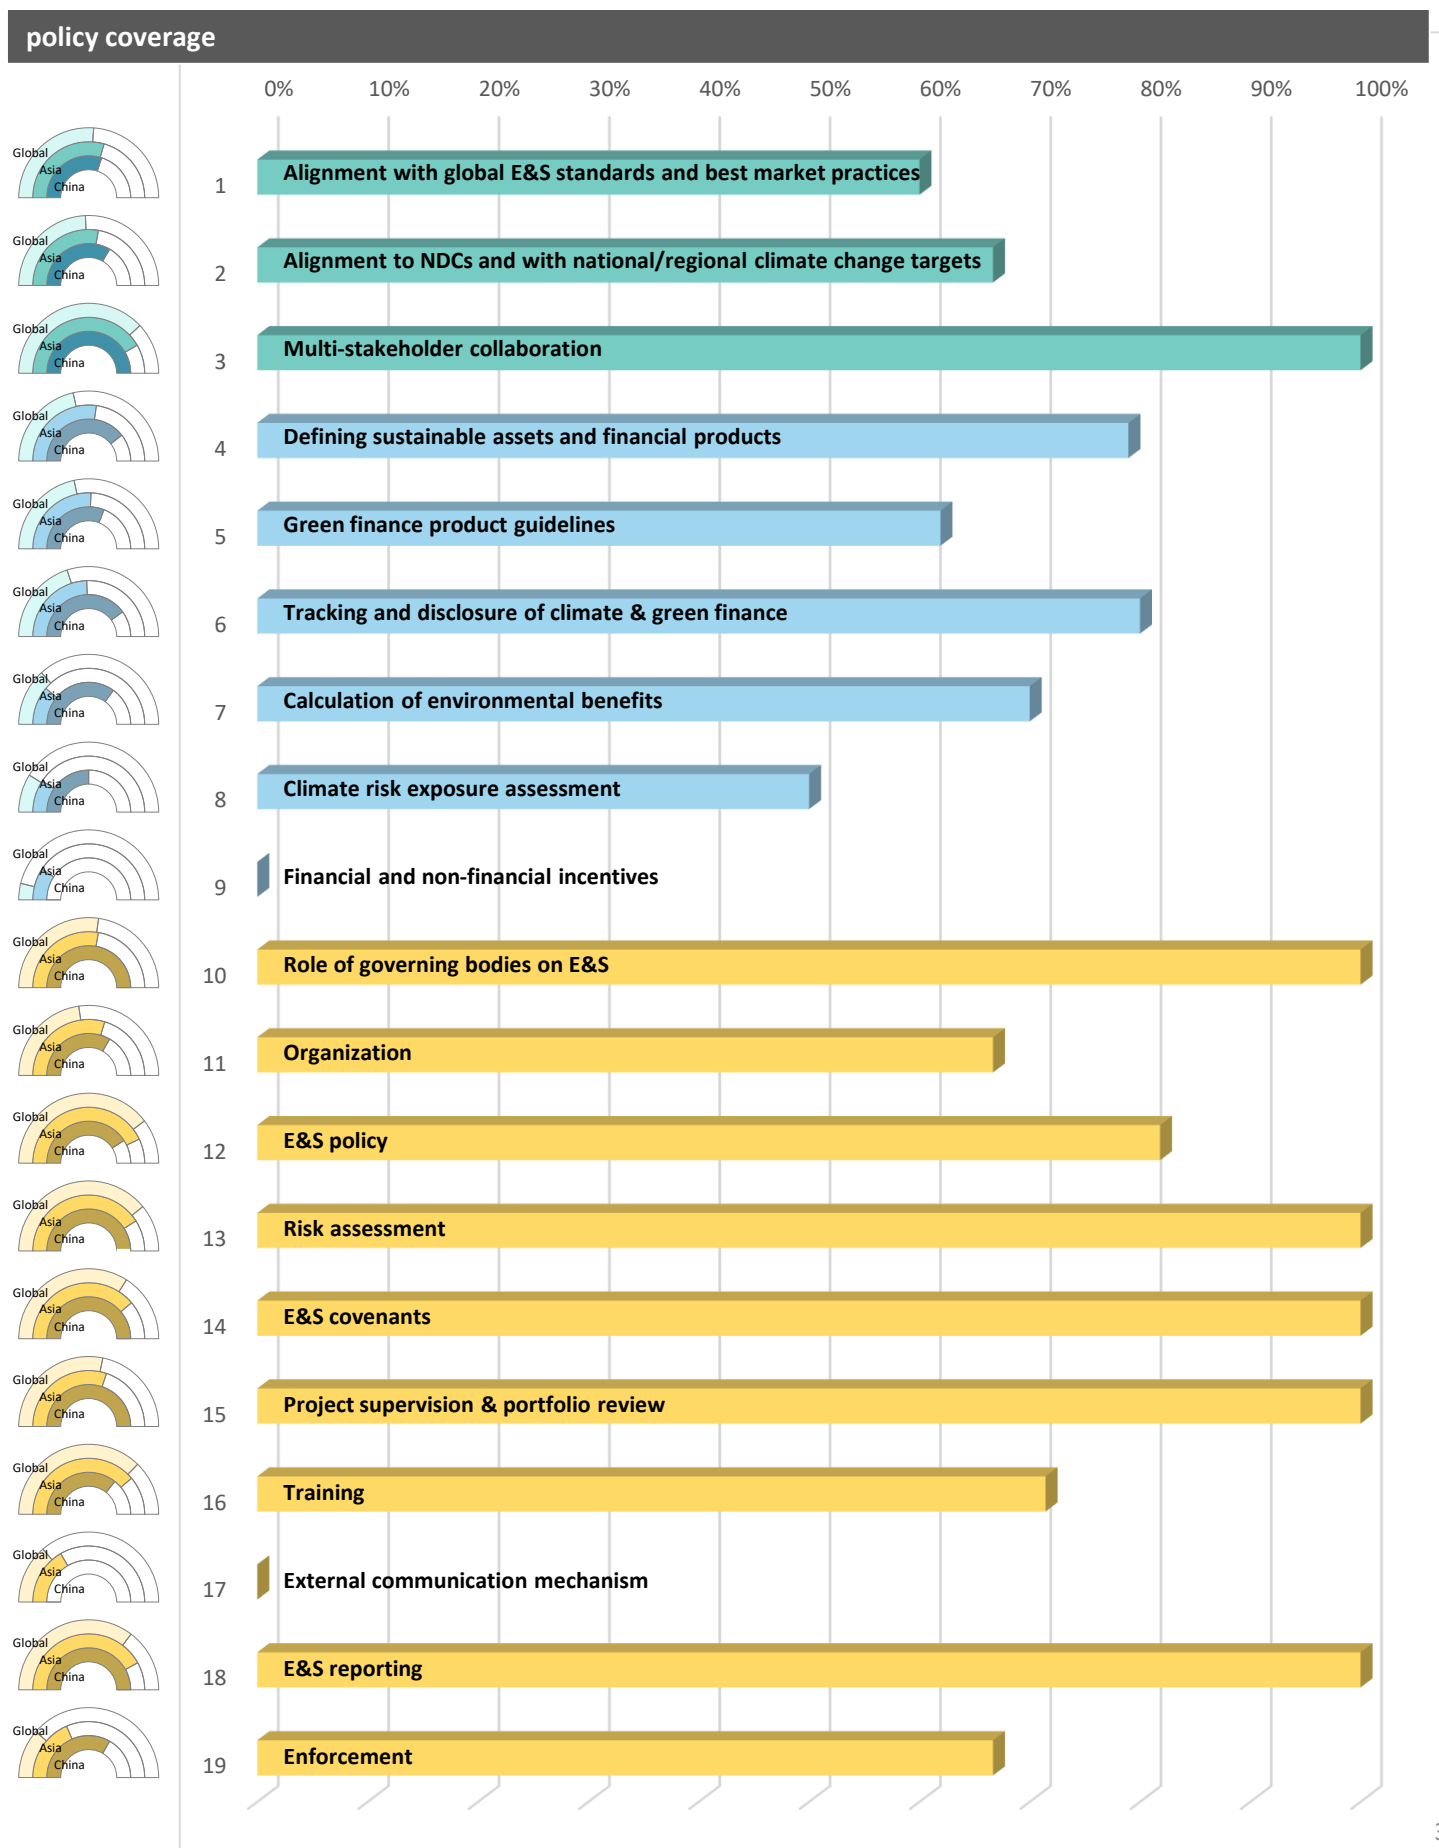 policy coverage
0% 10% 20% 30% 40% 50% 60% 70% 80% 90% 100%
Global
Asia
China
1 Alignment with global E&S standards and best market practices
Global
Asia
China
2 Alignment to NDCs and with national/regional climate change targets
Global
Asia
China
3 Multi-stakeholder collaboration
Global
Asia
China
4 Defining sustainable assets and financial products
Global
Asia
China
5 Green finance product guidelines
Global
Asia
China
6 Tracking and disclosure of climate & green finance
Global
Asia
China
7 Calculation of environmental benefits
Global
Asia
China
8 Climate risk exposure assessment
Global
Asia
China
9 Financial and non-financial incentives
Global
Asia
China
10 Role of governing bodies on E&S
Global
Asia
China
11 Organization
Global
Asia
China
12 E&S policy
Global
Asia
China
13 Risk assessment
Global
Asia
China
14 E&S covenants
Global
Asia
China
15 Project supervision & portfolio review
Global
Asia
China
16 Training
Global
Asia
China
17 External communication mechanism
Global
Asia
China
18 E&S reporting
Global
Asia
China
19 Enforcement